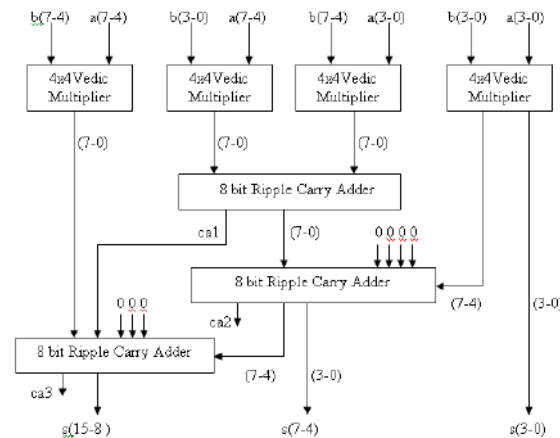 b(7-4) a(7-4) b(3-0) a(7-4) b(7-4) a(3-0) b(3-0) a(3-0)
4x4Vedic Multiplier
4x4Vedic Multiplier
4x4Vedic Multiplier
4x4Vedic Multiplier
(7-0)
(7-0)
(7-0)
8 bit Ripple Carry Adder
ca1
(7-0)
0 0 0 0
8 bit Ripple Carry Adder
(7-4)
(3-0)
0 0 0
ca2
8 bit Ripple Carry Adder
(7-4)
(3-0)
ca3
s(15-8 )
s(7-4)
s(3-0)